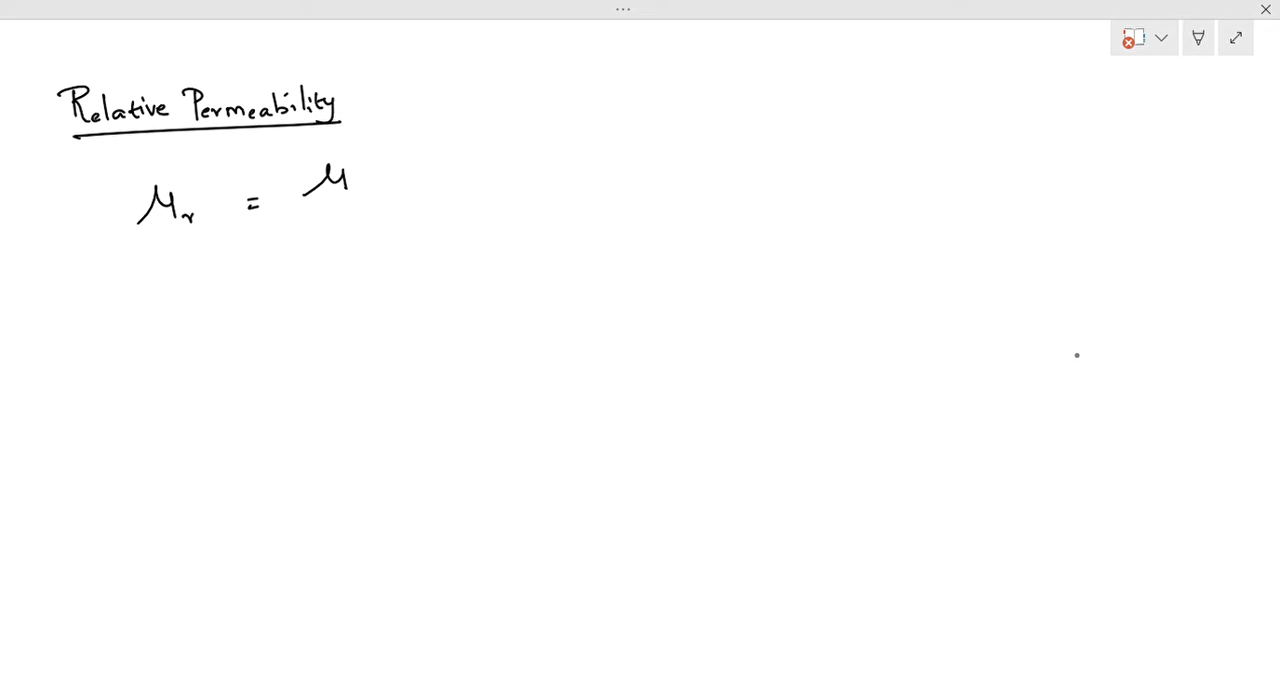 Relative Permeability
μr = μ